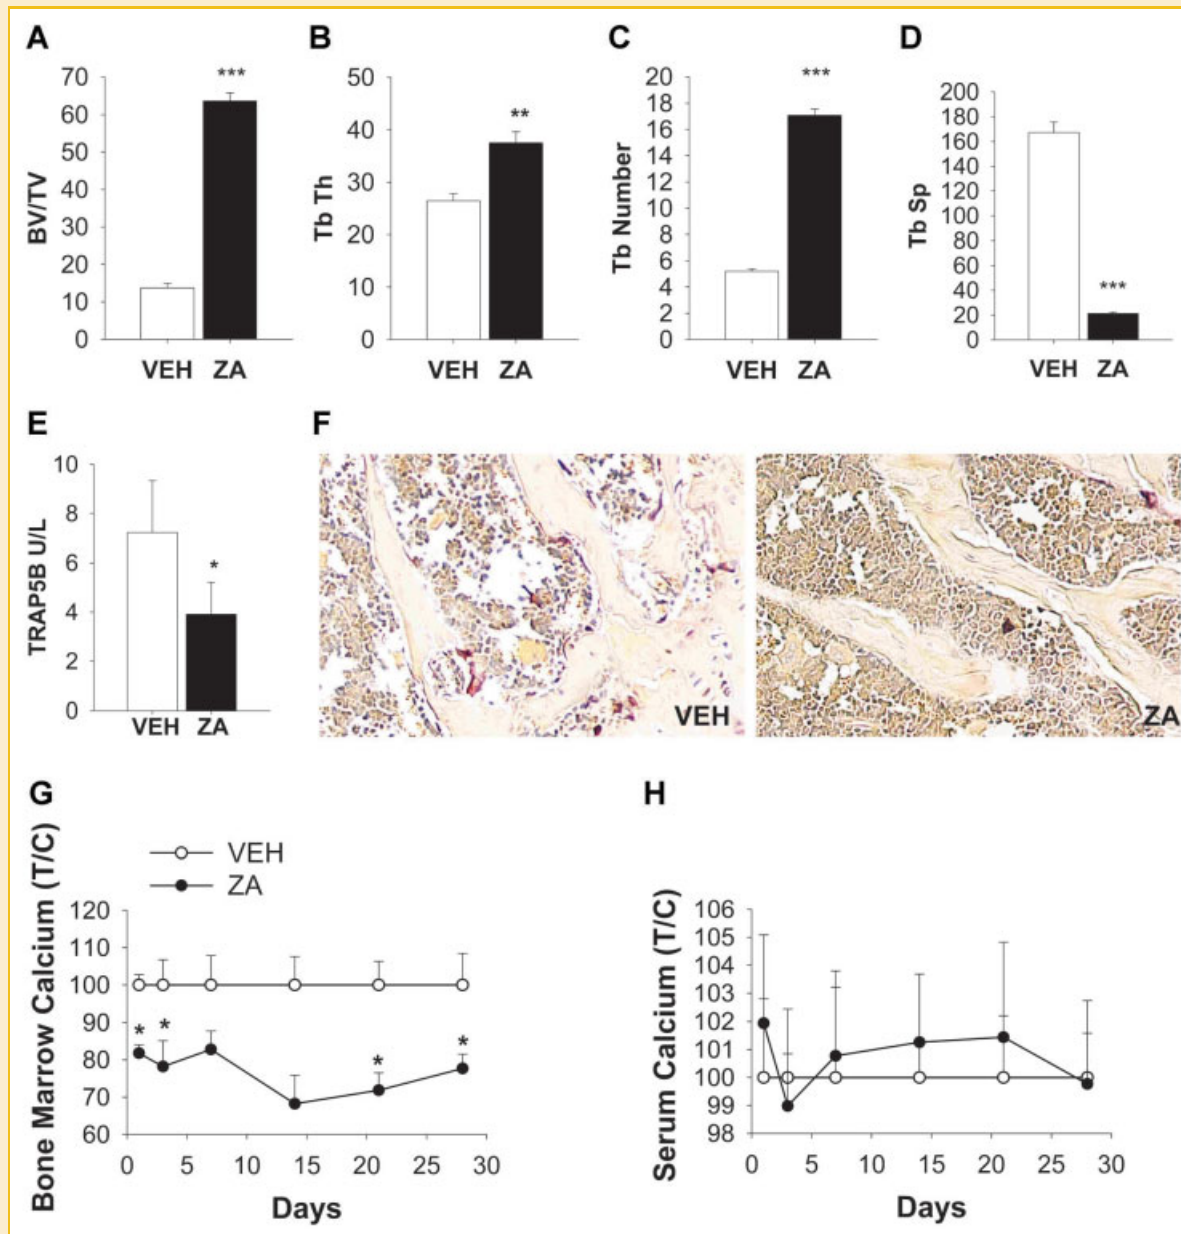 A
B
C
D
BV/TV
70
60
50
40
30
20
10
0
***
VEH ZA
Tb Th
50
40
30
20
10
0
**
VEH ZA
Tb Number
20
18
16
14
12
10
8
6
4
2
0
***
VEH ZA
Tb Sp
200
180
160
140
120
100
80
60
40
20
0
***
VEH ZA
E
F
TRAP5B U/L
10
8
6
4
2
0
*
VEH ZA
VEH
ZA
G
H
VEH
ZA
Bone Marrow Calcium (T/C)
120
110
100
90
80
70
60
* * * *
0 5 10 15 20 25 30
Days
Serum Calcium (T/C)
106
105
104
103
102
101
100
99
98
0 5 10 15 20 25 30
Days